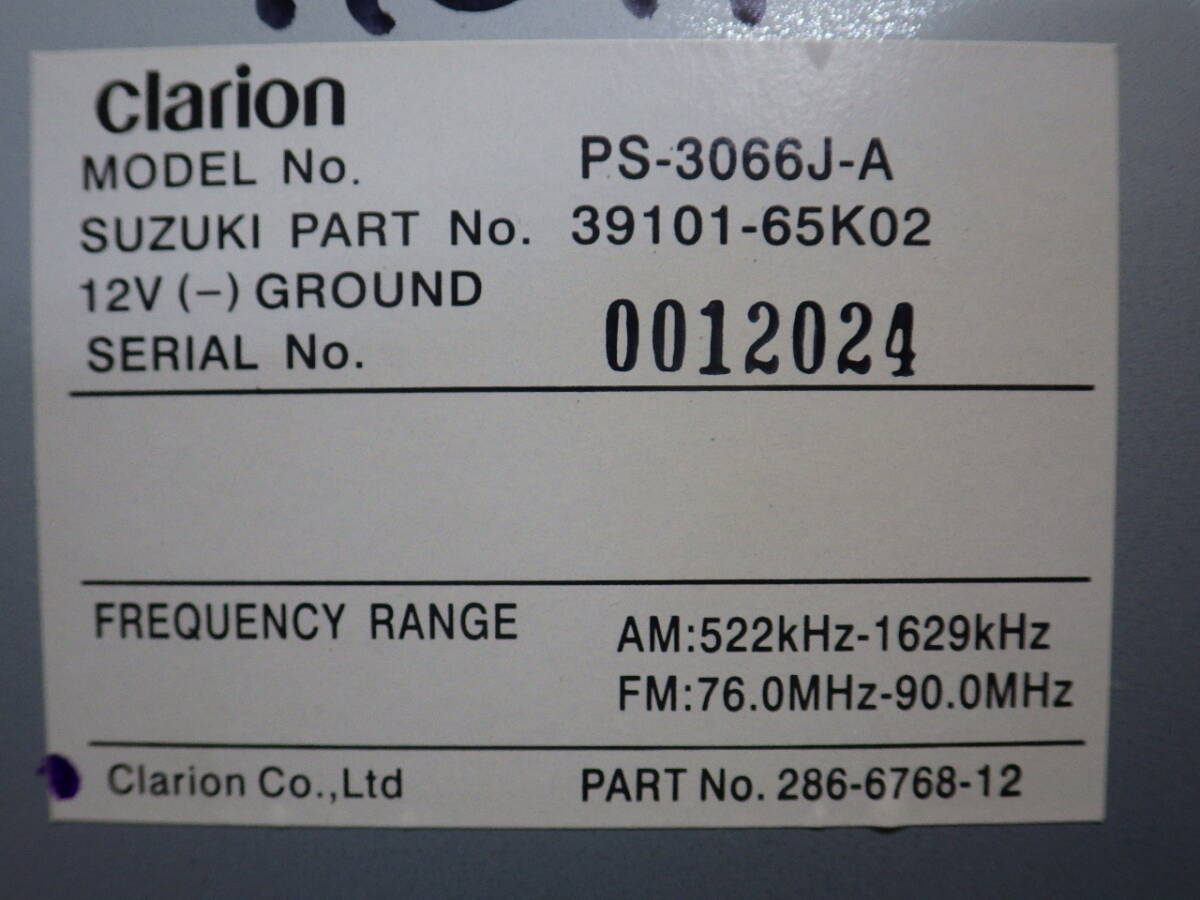 clarion
MODEL No. PS-3066J-A
SUZUKI PART No. 39101-65K02
12V (-) GROUND
SERIAL No. 0012024
FREQUENCY RANGE AM:522kHz-1629kHz
FM:76.0MHz-90.0MHz
Clarion Co.,Ltd PART No. 286-6768-12